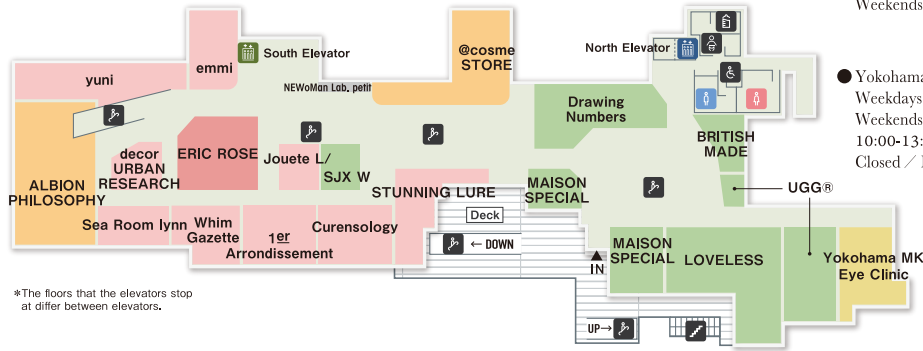 Weekends
South Elevator
@cosme
STORE
North Elevator
emmi
yuni
NEWoMan Lab. petit
Yokohama
Weekdays
Weekends
10:00-13:
Closed /
Drawing
Numbers
BRITISH
MADE
decor
URBAN
RESEARCH
ERIC ROSE
Jouete L/
SJX W
ALBION
PHILOSOPHY
STUNNING LURE
MAISON
SPECIAL
UGG®
Sea Room lynn
Whim
Gazette
1er
Arrondissement
Curensology
Deck
← DOWN
IN
MAISON
SPECIAL
LOVELESS
Yokohama MK
Eye Clinic
*The floors that the elevators stop
at differ between elevators.
UP→